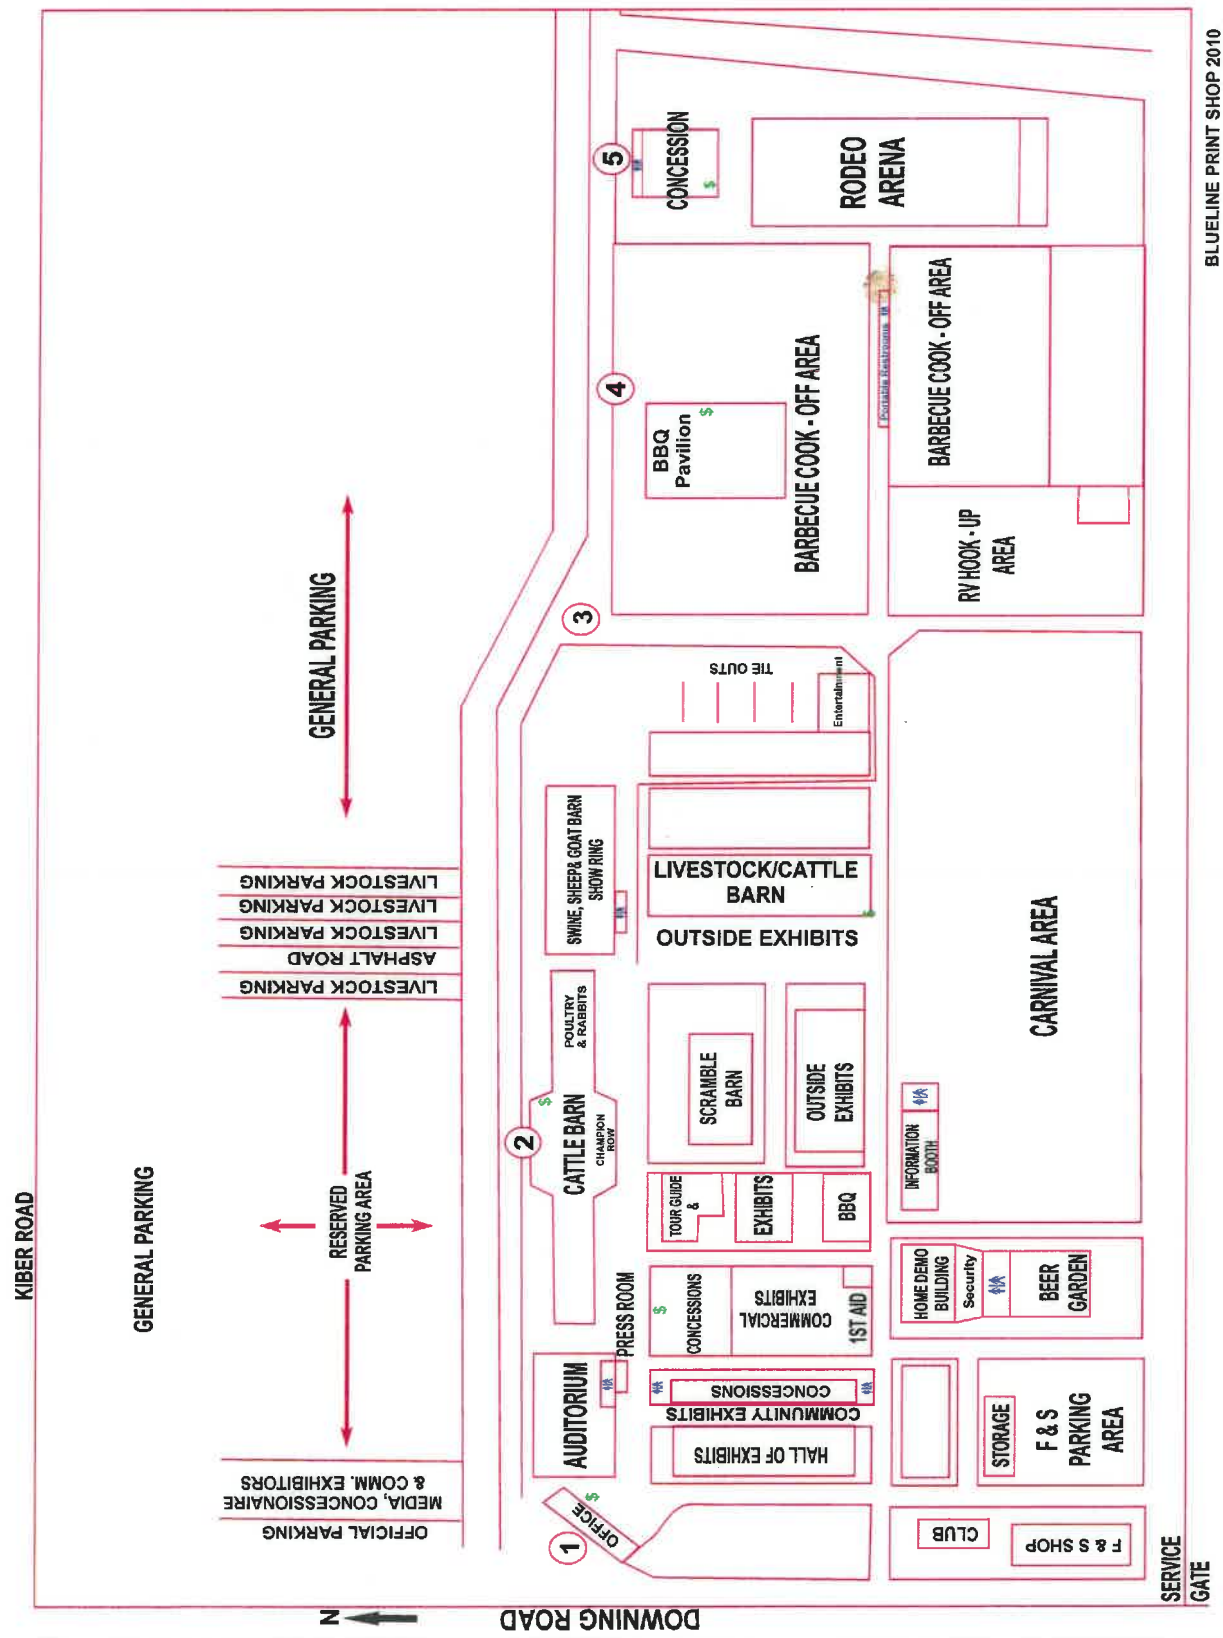 KIBER ROAD
GENERAL PARKING
RESERVED
PARKING AREA
GENERAL PARKING
OFFICIAL PARKING
MEDIA, CONCESSIONAIRE
& COMM. EXHIBITORS
LIVESTOCK PARKING
ASPHALT ROAD
LIVESTOCK PARKING
LIVESTOCK PARKING
LIVESTOCK PARKING
N
DOWNING ROAD
1
OFFICE
$
AUDITORIUM
PRESS ROOM
2
$
CATTLE BARN
CHAMPION
ROW
POULTRY
& RABBITS
SWINE, SHEEP& GOAT BARN
SHOW RING
3
4
5
HALL OF EXHIBITS
COMMUNITY EXHIBITS
CONCESSIONS
$
CONCESSIONS
COMMERCIAL
EXHIBITS
1ST AID
TOUR GUIDE
&
EXHIBITS
BBQ
SCRAMBLE
BARN
OUTSIDE
EXHIBITS
OUTSIDE EXHIBITS
LIVESTOCK/CATTLE
BARN
$
TIE OUTS
Entertainment
BBQ
Pavilion
$
BARBECUE COOK - OFF AREA
CONCESSION
$
RODEO
ARENA
Portable Restrooms
BARBECUE COOK - OFF AREA
RV HOOK - UP
AREA
CARNIVAL AREA
INFORMATION
BOOTH
HOME DEMO
BUILDING
Security
BEER
GARDEN
STORAGE
F & S
PARKING
AREA
CLUB
F & S SHOP
SERVICE
GATE
BLUELINE PRINT SHOP 2010